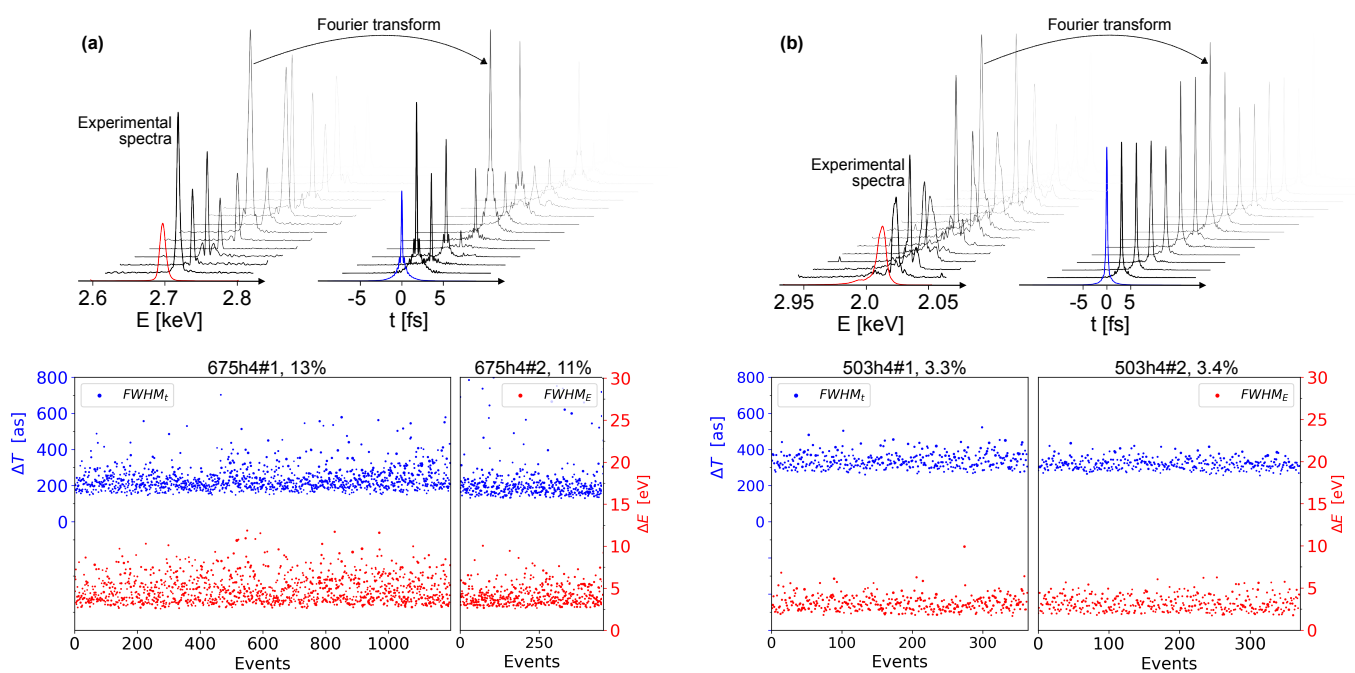 (a)
Fourier transform
Experimental
spectra
2.6 2.7 2.8
E [keV]
-5 0 5
t [fs]
(b)
Fourier transform
Experimental
spectra
2.95 2.0 2.05
E [keV]
-5 0 5
t [fs]
675h4#1, 13%
675h4#2, 11%
800
600
400
200
0
ΔT [as]
FWHM_t
FWHM_E
30
25
20
15
10
5
0
ΔE [eV]
0 200 400 600 800 1000
Events
0 250
Events
503h4#1, 3.3%
503h4#2, 3.4%
800
600
400
200
0
ΔT [as]
FWHM_t
FWHM_E
30
25
20
15
10
5
0
ΔE [eV]
0 100 200 300
Events
0 100 200 300
Events